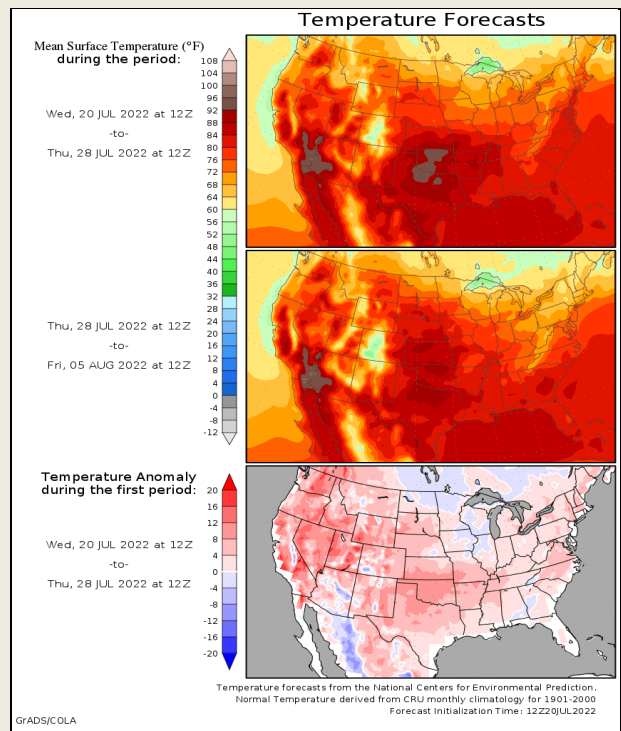 Temperature Forecasts
Mean Surface Temperature (°F)
during the period:
108
104
100
96
92
88
84
80
76
72
68
64
60
56
52
48
44
40
36
32
28
24
20
16
12
8
4
0
-4
-8
-12
Wed, 20 JUL 2022 at 12Z
-to-
Thu, 28 JUL 2022 at 12Z
Thu, 28 JUL 2022 at 12Z
-to-
Fri, 05 AUG 2022 at 12Z
Temperature Anomaly
during the first period:
20
16
12
8
4
0
-4
-8
-12
-16
-20
Wed, 20 JUL 2022 at 12Z
-to-
Thu, 28 JUL 2022 at 12Z
Temperature forecasts from the National Centers for Environmental Prediction.
Normal Temperature derived from CRU monthly climatology for 1901-2000
Forecast Initialization Time: 12Z20JUL2022
GrADS/COLA